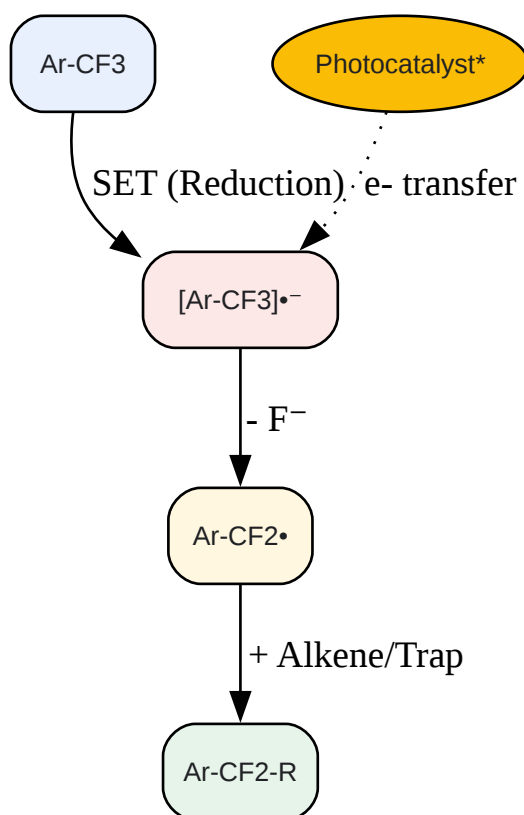 Ar-CF3
Photocatalyst*
SET (Reduction)
e- transfer
[Ar-CF3]•⁻
- F⁻
Ar-CF2•
+ Alkene/Trap
Ar-CF2-R